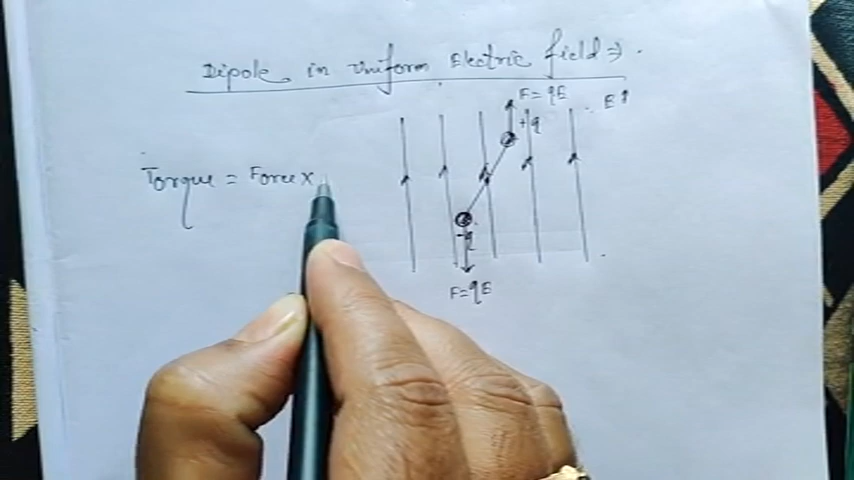 Dipole in Uniform Electric field ⇒.
F = qE
+q
E↑
Torque = Force x
-q
F = qE